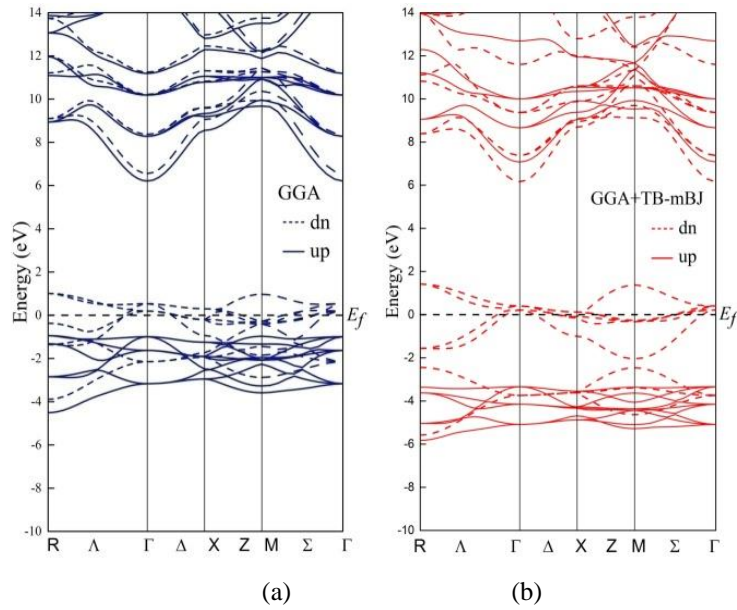 14
12
10
8
6
4
2
0
-2
-4
-6
-8
-10
Energy (eV)
GGA
dn
up
E_f
R Λ Γ Δ X Z M Σ Γ
(a)
14
12
10
8
6
4
2
0
-2
-4
-6
-8
-10
Energy (eV)
GGA+TB-mBJ
dn
up
E_f
R Λ Γ Δ X Z M Σ Γ
(b)